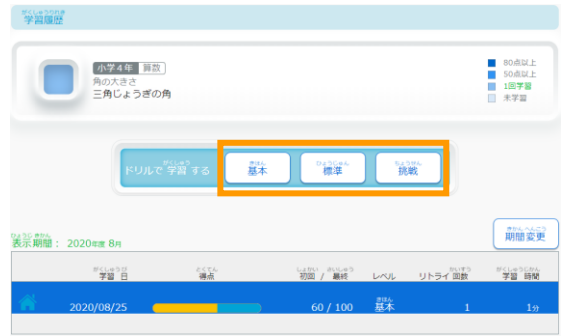 がくしゅうりれき
学習履歴
小学4年 算数
角の大きさ
三角じょうぎの角
80点以上
50点以上
1回学習
未学習
がくしゅう
ドリルで 学習 する
きほん
基本
ひょうじゅん
標準
ちょうせん
挑戦
ひょうじ きかん
表示期間： 2020年度 8月
きかん へんこう
期間変更
がくしゅう び
学習 日
とくてん
得点
しょかい さいしゅう
初回 / 最終
レベル
かいすう
リトライ 回数
がくしゅう じかん
学習 時間
2020/08/25
60 / 100
きほん
基本
1
1分